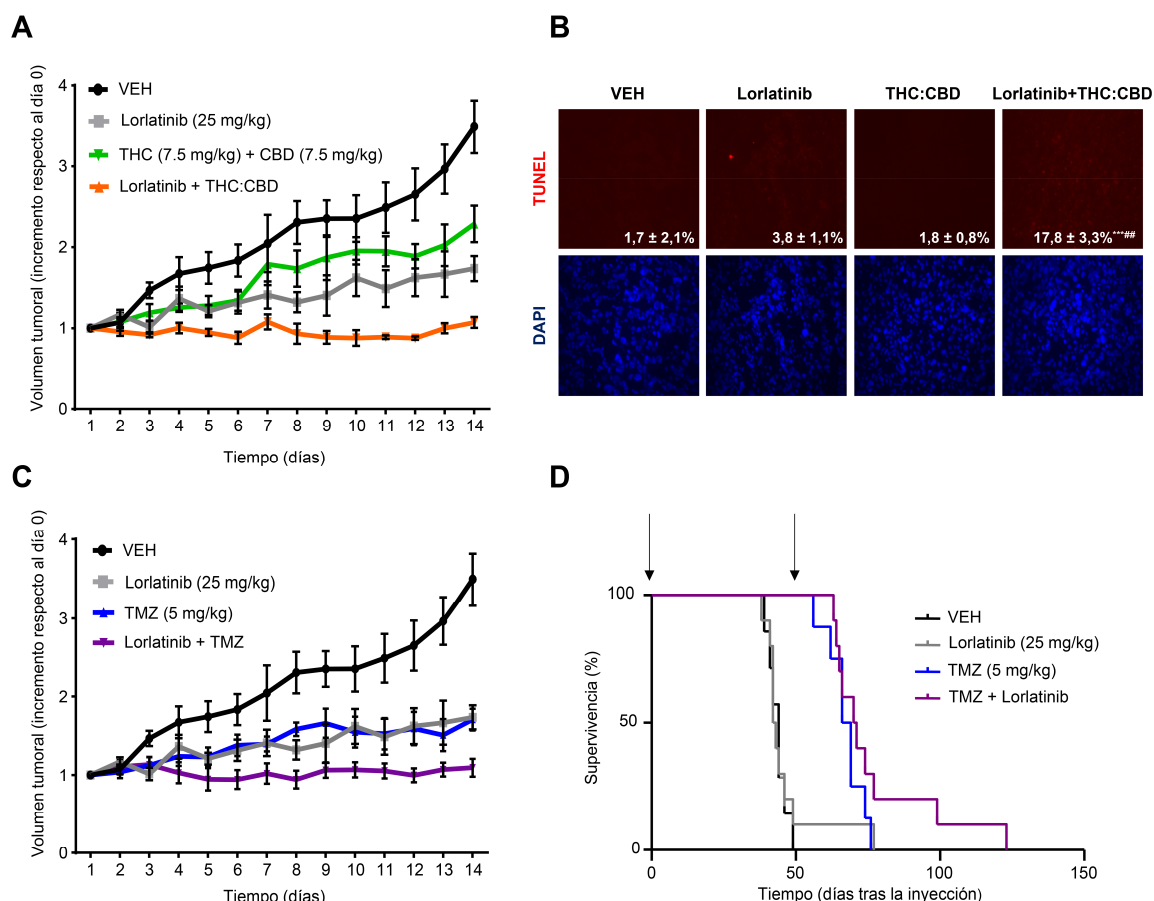 A
Volumen tumoral (incremento respecto al día 0)
4
3
2
1
0
VEH
Lorlatinib (25 mg/kg)
THC (7.5 mg/kg) + CBD (7.5 mg/kg)
Lorlatinib + THC:CBD
1 2 3 4 5 6 7 8 9 10 11 12 13 14
Tiempo (días)
B
VEH Lorlatinib THC:CBD Lorlatinib+THC:CBD
TUNEL
1,7 ± 2,1% 3,8 ± 1,1% 1,8 ± 0,8% 17,8 ± 3,3%***##
DAPI
C
Volumen tumoral (incremento respecto al día 0)
4
3
2
1
0
VEH
Lorlatinib (25 mg/kg)
TMZ (5 mg/kg)
Lorlatinib + TMZ
1 2 3 4 5 6 7 8 9 10 11 12 13 14
Tiempo (días)
D
Supervivencia (%)
100
50
0
VEH
Lorlatinib (25 mg/kg)
TMZ (5 mg/kg)
TMZ + Lorlatinib
0 50 100 150
Tiempo (días tras la inyección)